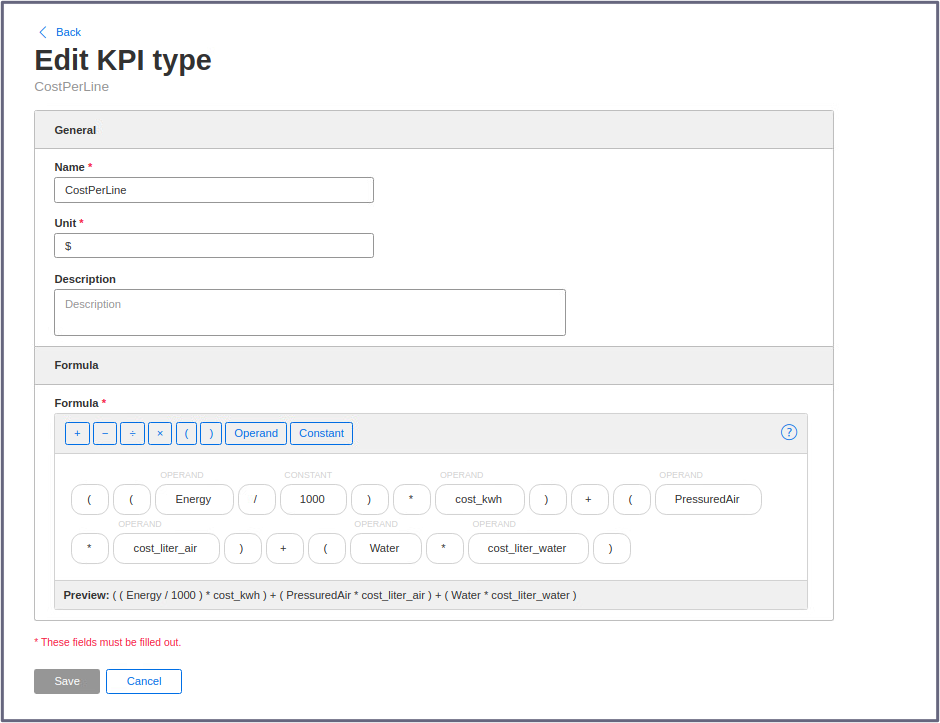 Back
Edit KPI type
CostPerLine
General
Name *
CostPerLine
Unit *
$
Description
Description
Formula
Formula *
+ − ÷ × ( ) Operand Constant ?
OPERAND CONSTANT OPERAND OPERAND
( ( Energy / 1000 ) * cost_kwh ) + ( PressuredAir
OPERAND OPERAND OPERAND
* cost_liter_air ) + ( Water * cost_liter_water )
Preview: ( ( Energy / 1000 ) * cost_kwh ) + ( PressuredAir * cost_liter_air ) + ( Water * cost_liter_water )
* These fields must be filled out.
Save Cancel